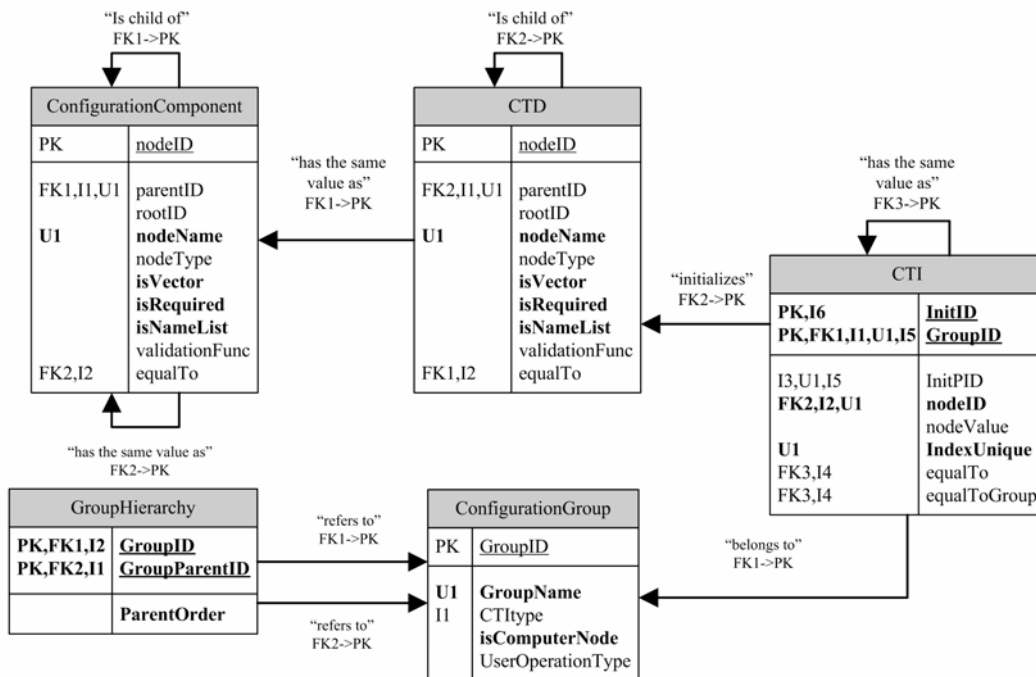 “Is child of”
FK1->PK
“Is child of”
FK2->PK
ConfigurationComponent
PK nodeID
FK1,I1,U1 parentID
rootID
U1 nodeName
nodeType
isVector
isRequired
isNameList
validationFunc
FK2,I2 equalTo
“has the same
value as”
FK1->PK
CTD
PK nodeID
FK2,I1,U1 parentID
rootID
U1 nodeName
nodeType
isVector
isRequired
isNameList
validationFunc
FK1,I2 equalTo
“has the same
value as”
FK3->PK
“initializes”
FK2->PK
CTI
PK,I6 InitID
PK,FK1,I1,U1,I5 GroupID
I3,U1,I5 InitPID
FK2,I2,U1 nodeID
nodeValue
U1 IndexUnique
FK3,I4 equalTo
FK3,I4 equalToGroup
“has the same value as”
FK2->PK
GroupHierarchy
PK,FK1,I2 GroupID
PK,FK2,I1 GroupParentID
ParentOrder
“refers to”
FK1->PK
“refers to”
FK2->PK
ConfigurationGroup
PK GroupID
U1 GroupName
I1 CTItype
isComputerNode
UserOperationType
“belongs to”
FK1->PK